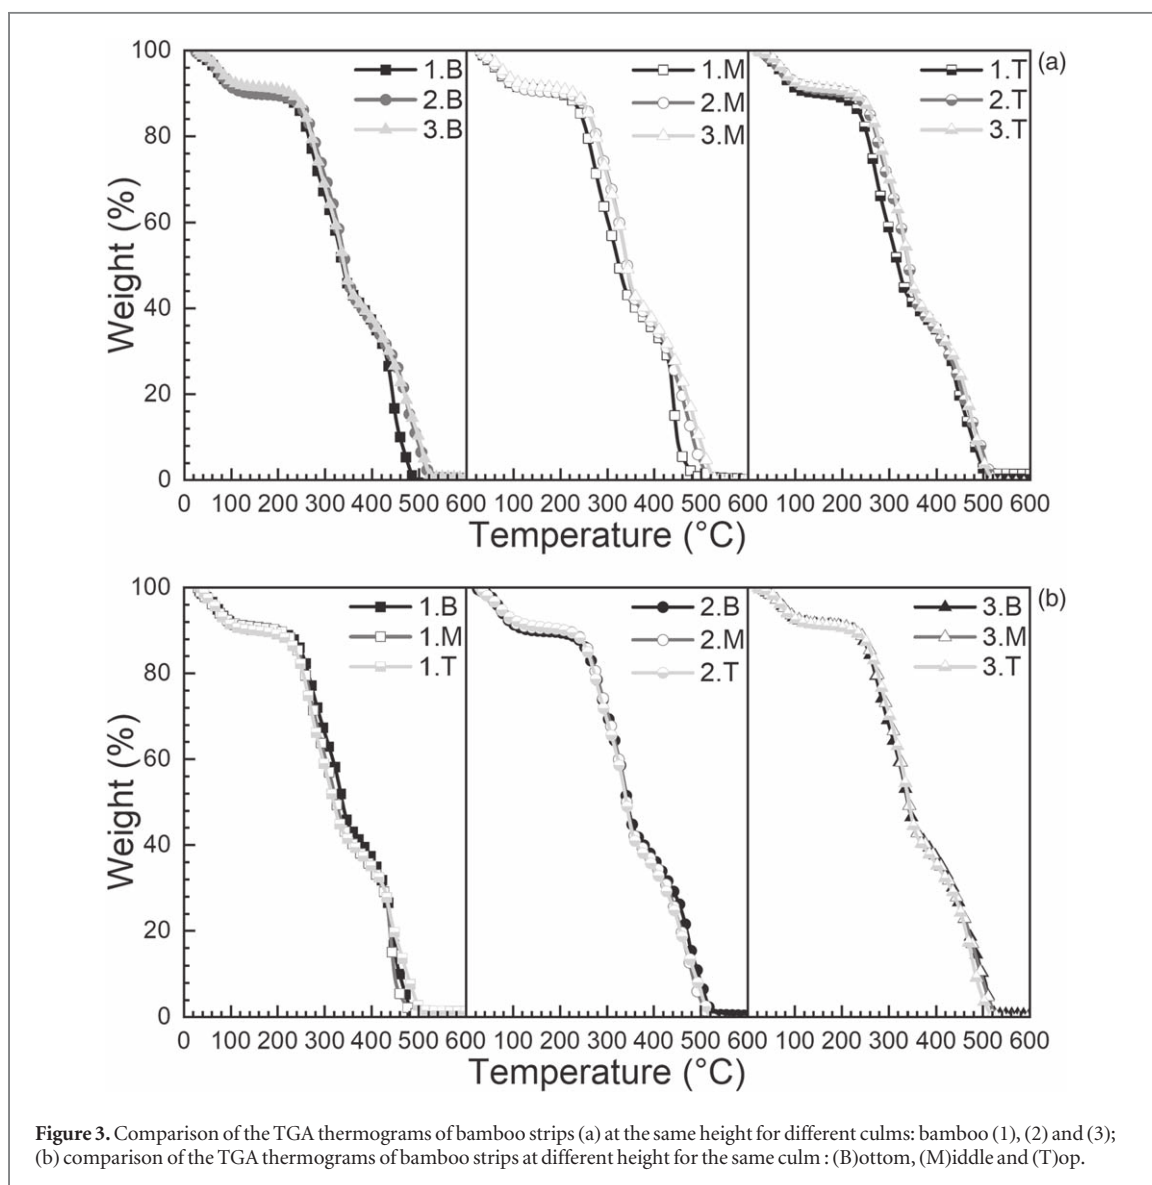 100
80
60
40
20
0
Weight (%)
1.B
2.B
3.B
1.M
2.M
3.M
1.T
2.T
3.T
(a)
0 100 200 300 400 500 600 100 200 300 400 500 600 100 200 300 400 500 600
Temperature (°C)
100
80
60
40
20
0
Weight (%)
1.B
1.M
1.T
2.B
2.M
2.T
3.B
3.M
3.T
(b)
0 100 200 300 400 500 600 100 200 300 400 500 600 100 200 300 400 500 600
Temperature (°C)
Figure 3. Comparison of the TGA thermograms of bamboo strips (a) at the same height for different culms: bamboo (1), (2) and (3);
(b) comparison of the TGA thermograms of bamboo strips at different height for the same culm : (B)ottom, (M)iddle and (T)op.